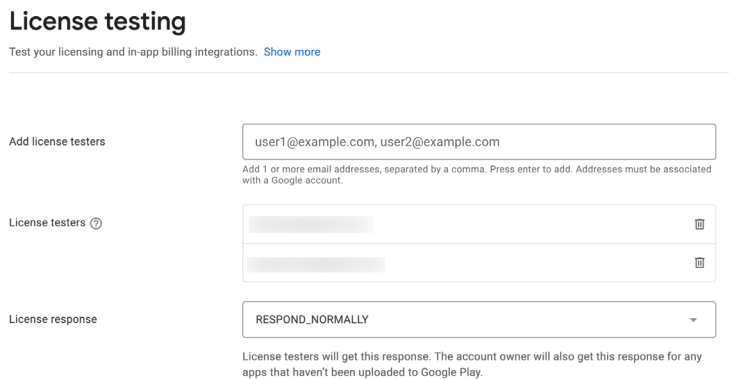 License testing
Test your licensing and in-app billing integrations. Show more
Add license testers
user1@example.com, user2@example.com
Add 1 or more email addresses, separated by a comma. Press enter to add. Addresses must be associated
with a Google account.
License testers
License response
RESPOND_NORMALLY
License testers will get this response. The account owner will also get this response for any
apps that haven't been uploaded to Google Play.